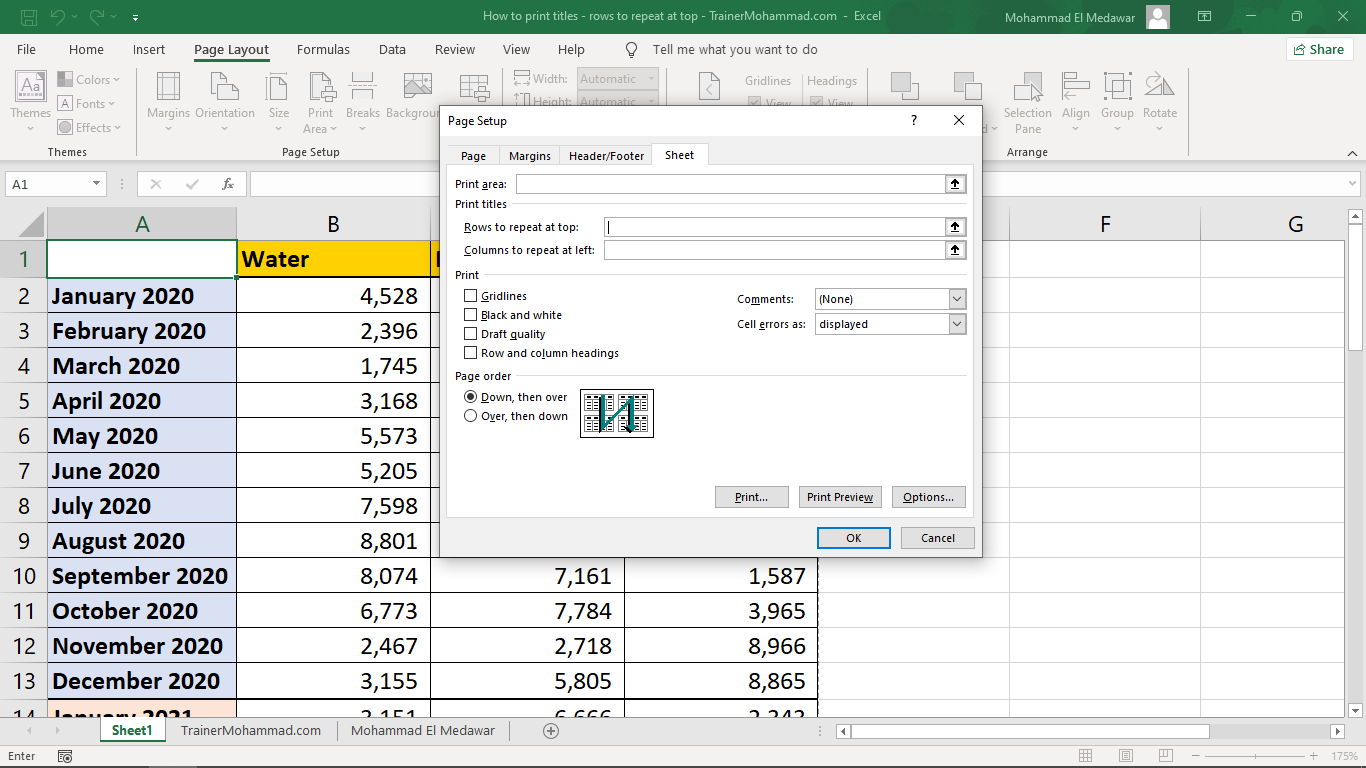 How to print titles - rows to repeat at top - TrainerMohammad.com - Excel
Mohammad El Medawar
File Home Insert Page Layout Formulas Data Review View Help Tell me what you want to do Share
Colors
Fonts
Effects
Themes Margins Orientation Size Print Area Breaks
Width: Automatic
Height: Automatic
Gridlines Headings
View View
Selection Pane Align Group Rotate
Themes Page Setup Arrange
Page Setup ?
Page Margins Header/Footer Sheet
A1 fx
Print area:
Print titles
Rows to repeat at top:
Columns to repeat at left:
Print
Gridlines
Black and white
Draft quality
Row and column headings
Comments: (None)
Cell errors as: displayed
Page order
Down, then over
Over, then down
Print... Print Preview Options...
OK Cancel
A B F G
1 Water
2 January 2020 4,528
3 February 2020 2,396
4 March 2020 1,745
5 April 2020 3,168
6 May 2020 5,573
7 June 2020 5,205
8 July 2020 7,598
9 August 2020 8,801
10 September 2020 8,074 7,161 1,587
11 October 2020 6,773 7,784 3,965
12 November 2020 2,467 2,718 8,966
13 December 2020 3,155 5,805 8,865
14 January 2021 3,151 6,666 2,343
Sheet1 TrainerMohammad.com Mohammad El Medawar
Enter 175%